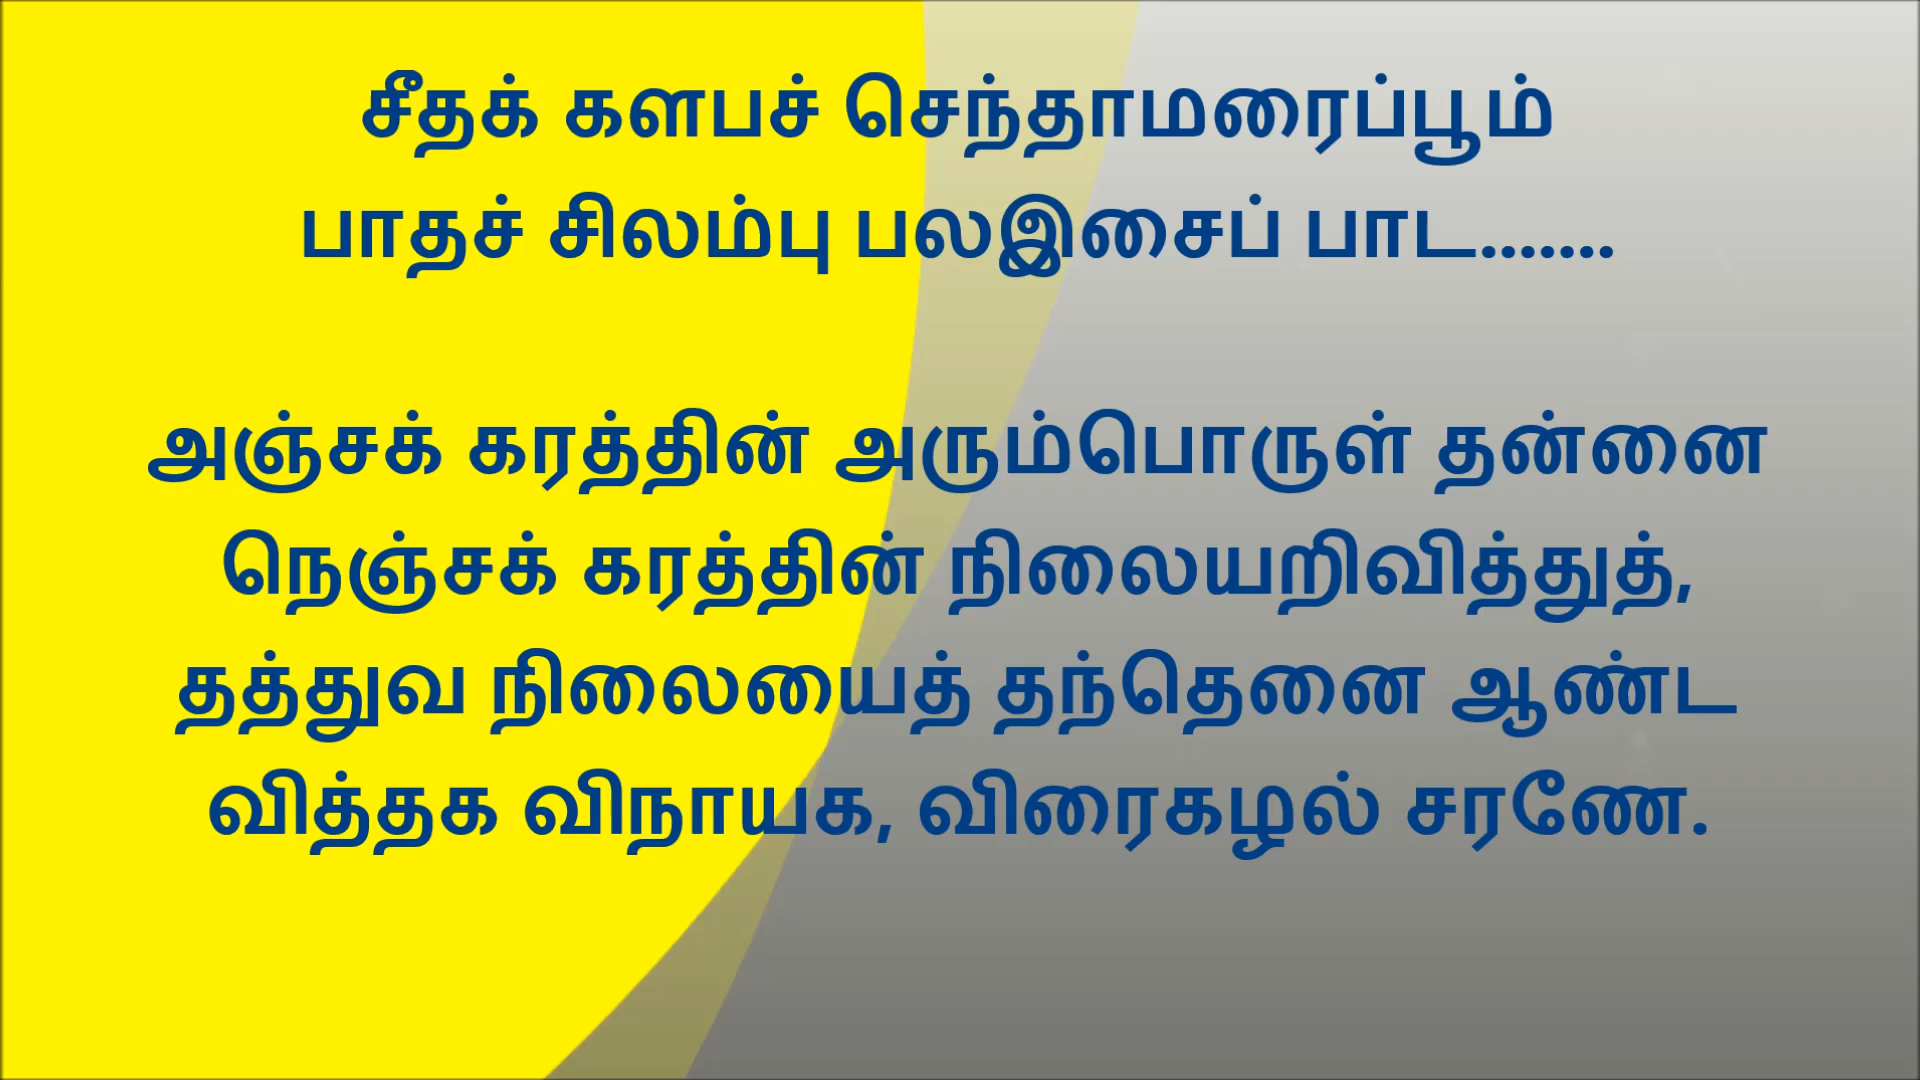 சீதக் களபச் செந்தாமரைப்பூம்
பாதச் சிலம்பு பலஇசைப் பாட.......
அஞ்சக் கரத்தின் அரும்பொருள் தன்னை
நெஞ்சக் கரத்தின் நிலையறிவித்துத்,
தத்துவ நிலையைத் தந்தெனை ஆண்ட
வித்தக விநாயக, விரைகழல் சரணே.